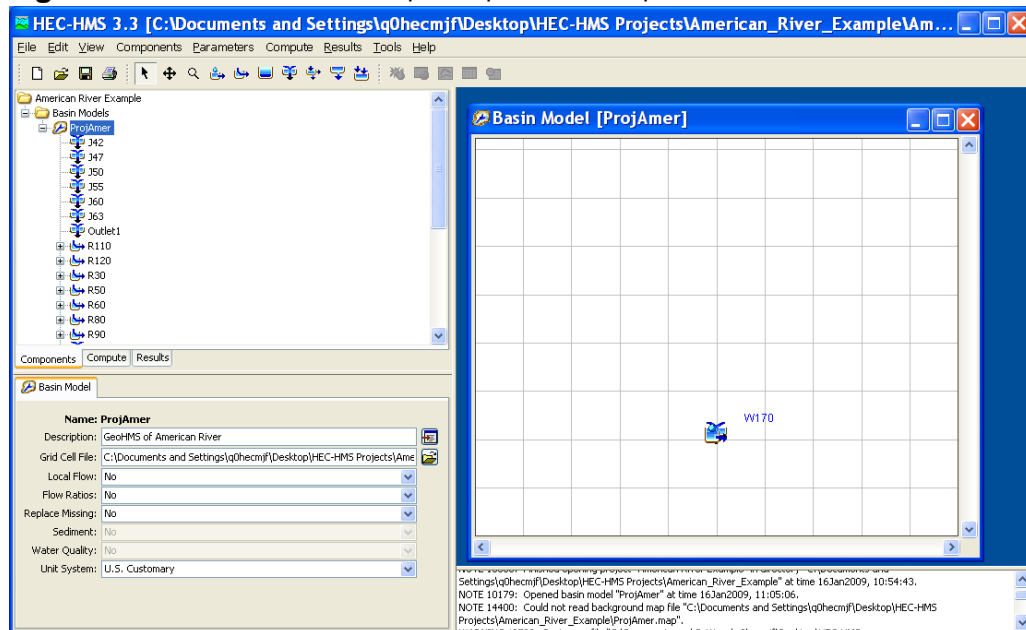 HEC-HMS 3.3 [C:\Documents and Settings\q0hecmjf\Desktop\HEC-HMS Projects\American_River_Example\Am...
File Edit View Components Parameters Compute Results Tools Help
American River Example
Basin Models
ProjAmer
J42
J47
J50
J55
J60
J63
Outlet1
R110
R120
R30
R50
R60
R80
R90
Components Compute Results
Basin Model
Name: ProjAmer
Description: GeoHMS of American River
Grid Cell File: C:\Documents and Settings\q0hecmjf\Desktop\HEC-HMS Projects\Ame
Local Flow: No
Flow Ratios: No
Replace Missing: No
Sediment: No
Water Quality: No
Unit System: U.S. Customary
Basin Model [ProjAmer]
W170
Settings\q0hecmjf\Desktop\HEC-HMS Projects\American_River_Example" at time 16Jan2009, 10:54:43.
NOTE 10179: Opened basin model "ProjAmer" at time 16Jan2009, 11:05:06.
NOTE 14400: Could not read background map file "C:\Documents and Settings\q0hecmjf\Desktop\HEC-HMS
Projects\American_River_Example\ProjAmer.map".